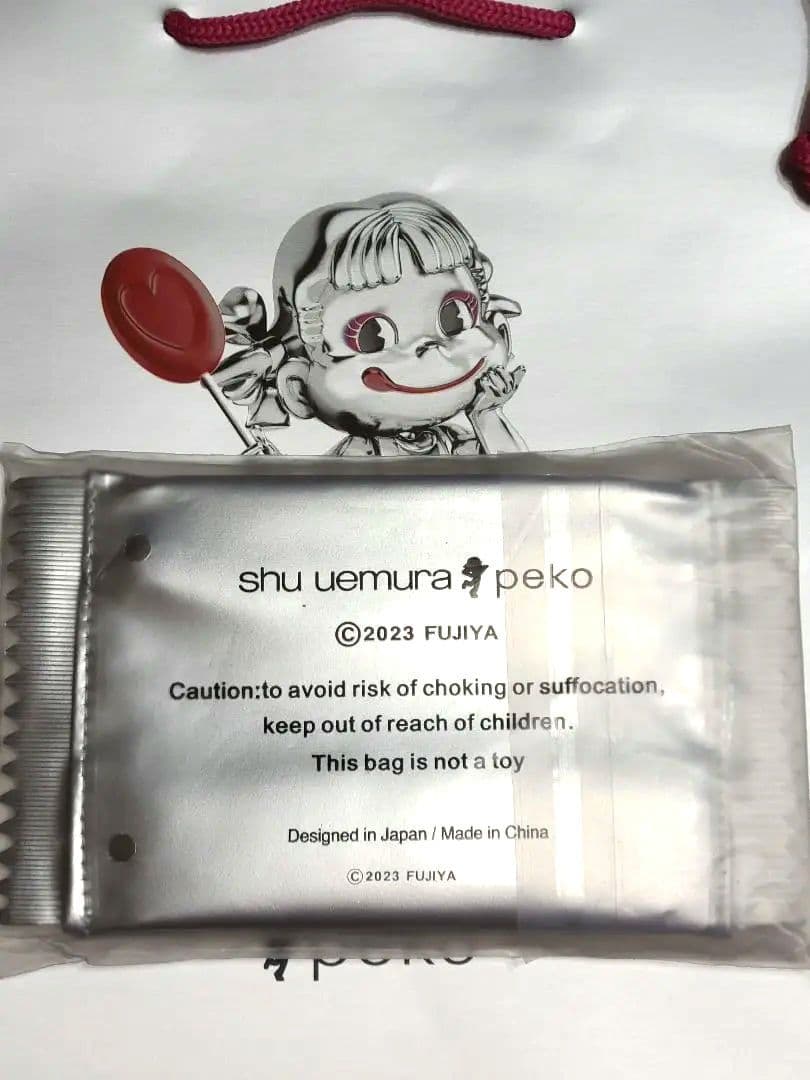 shu uemura peko
©2023 FUJIYA
Caution:to avoid risk of choking or suffocation,
keep out of reach of children.
This bag is not a toy
Designed in Japan / Made in China
©2023 FUJIYA
peko